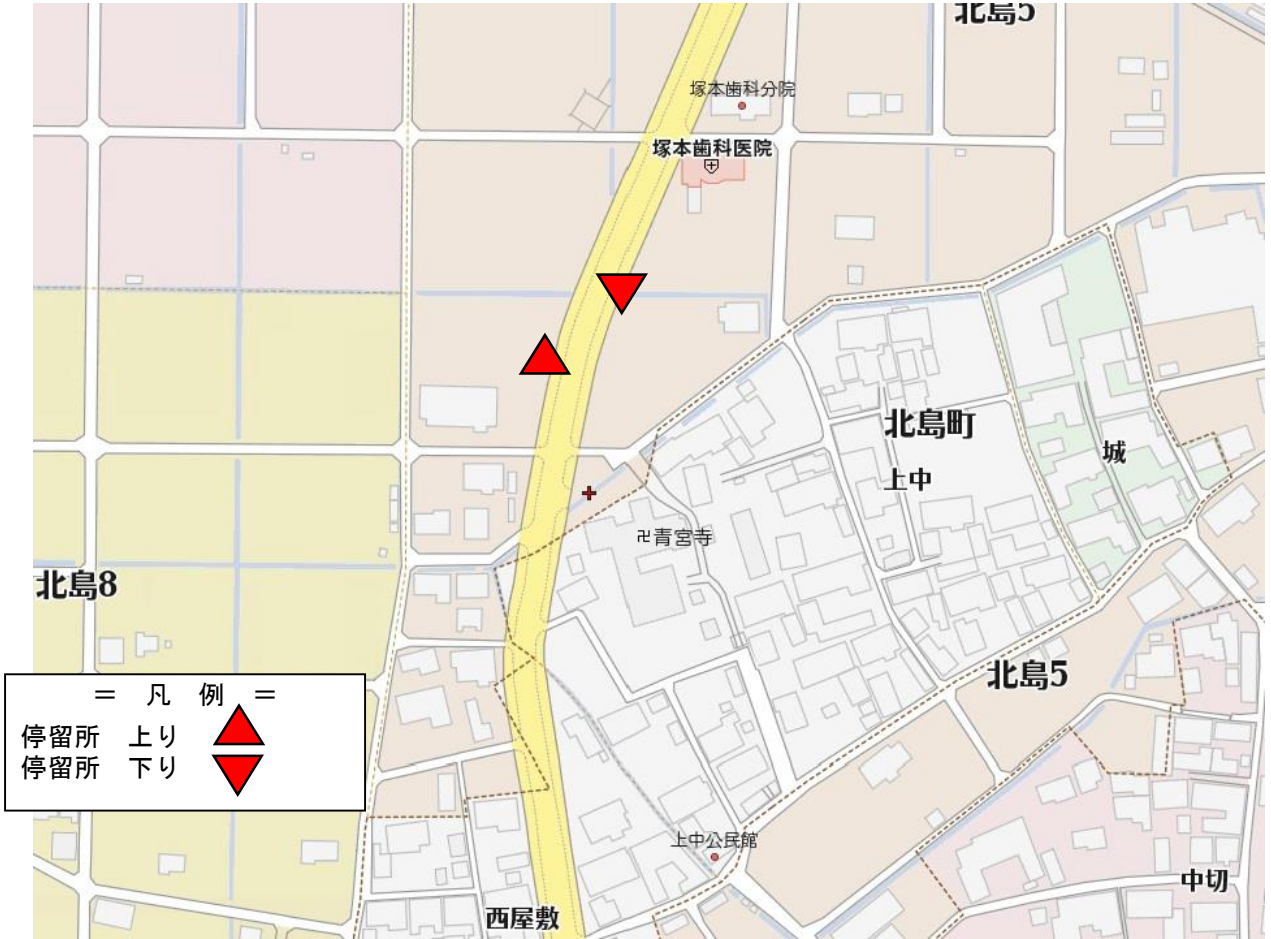 北島5
塚本歯科分院
塚本歯科医院
北島町
上中
城
卍青宮寺
北島8
北島5
＝ 凡 例 ＝
停留所 上り
停留所 下り
上中公民館
中切
西屋敷